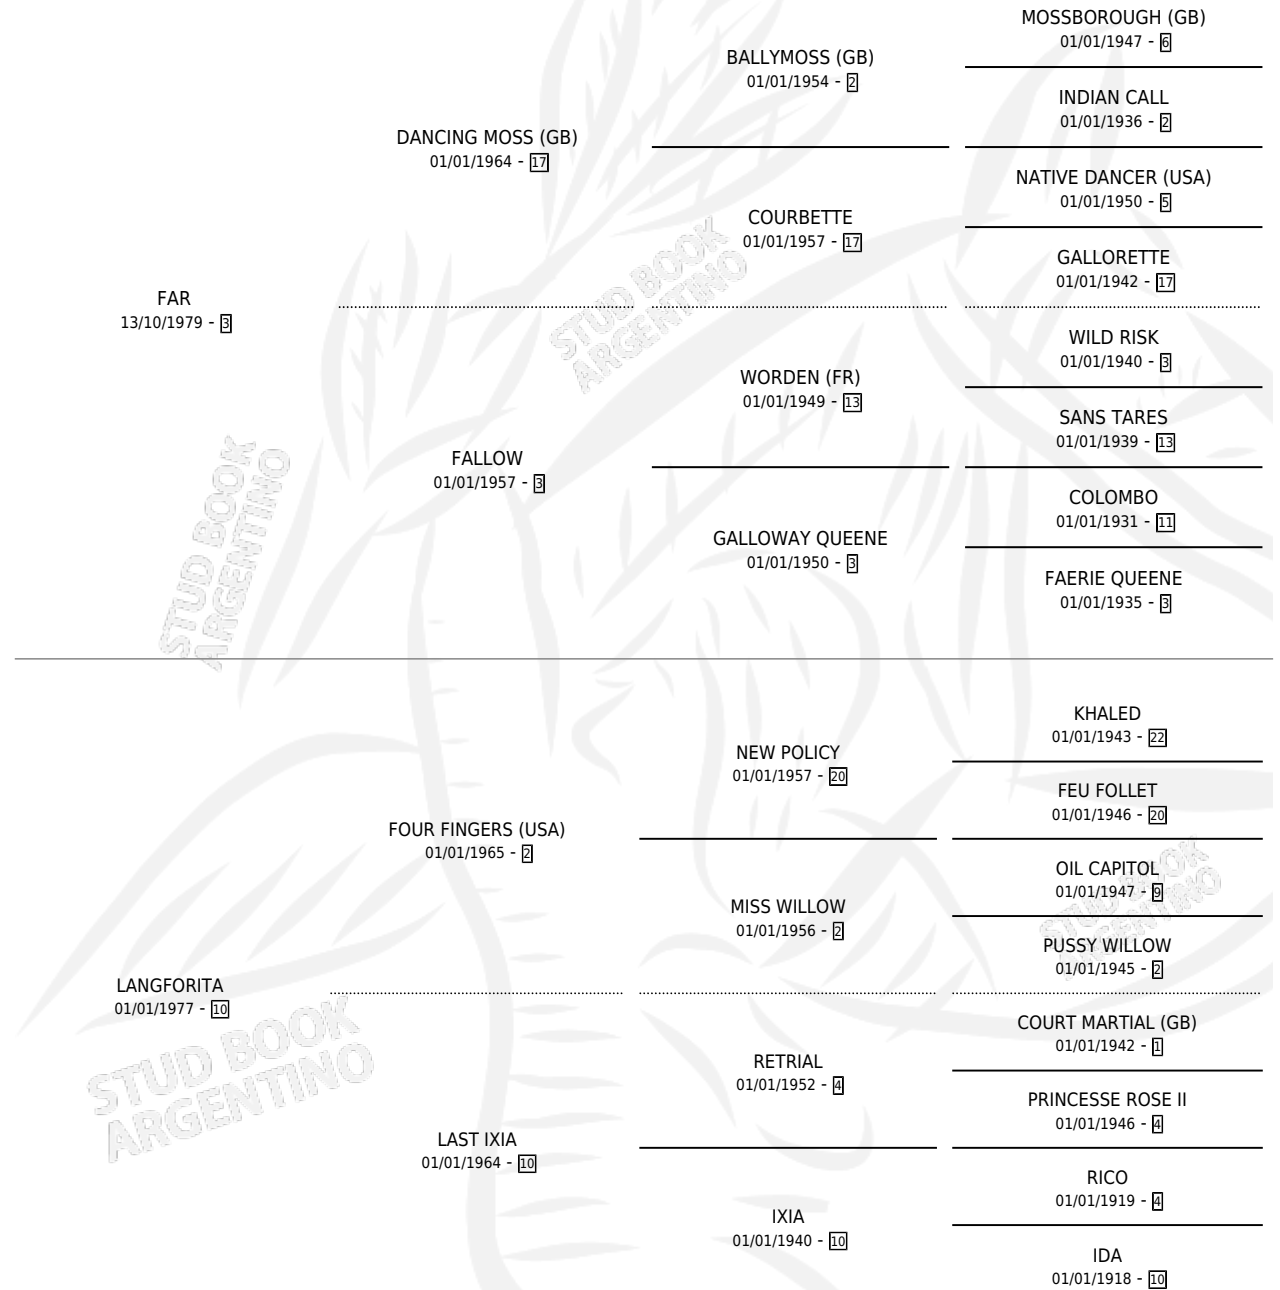 MOSSBOROUGH (GB)
01/01/1947 - 6
BALLYMOSS (GB)
01/01/1954 - 2
INDIAN CALL
01/01/1936 - 2
DANCING MOSS (GB)
01/01/1964 - 17
NATIVE DANCER (USA)
01/01/1950 - 5
COURBETTE
01/01/1957 - 17
GALLORETTE
01/01/1942 - 17
FAR
13/10/1979 - 3
WILD RISK
01/01/1940 - 3
WORDEN (FR)
01/01/1949 - 13
SANS TARES
01/01/1939 - 13
FALLOW
01/01/1957 - 3
COLOMBO
01/01/1931 - 11
GALLOWAY QUEENE
01/01/1950 - 3
FAERIE QUEENE
01/01/1935 - 3
STUD BOOK
ARGENTINO
STUD BOOK
ARGENTINO
KHALED
01/01/1943 - 22
NEW POLICY
01/01/1957 - 20
FEU FOLLET
01/01/1946 - 20
FOUR FINGERS (USA)
01/01/1965 - 2
OIL CAPITOL
01/01/1947 - 9
MISS WILLOW
01/01/1956 - 2
PUSSY WILLOW
01/01/1945 - 2
LANGFORITA
01/01/1977 - 10
COURT MARTIAL (GB)
01/01/1942 - 1
RETRIAL
01/01/1952 - 4
PRINCESSE ROSE II
01/01/1946 - 4
LAST IXIA
01/01/1964 - 10
RICO
01/01/1919 - 4
IXIA
01/01/1940 - 10
IDA
01/01/1918 - 10
STUD BOOK
ARGENTINO
STUD BOOK
ARGENTINO